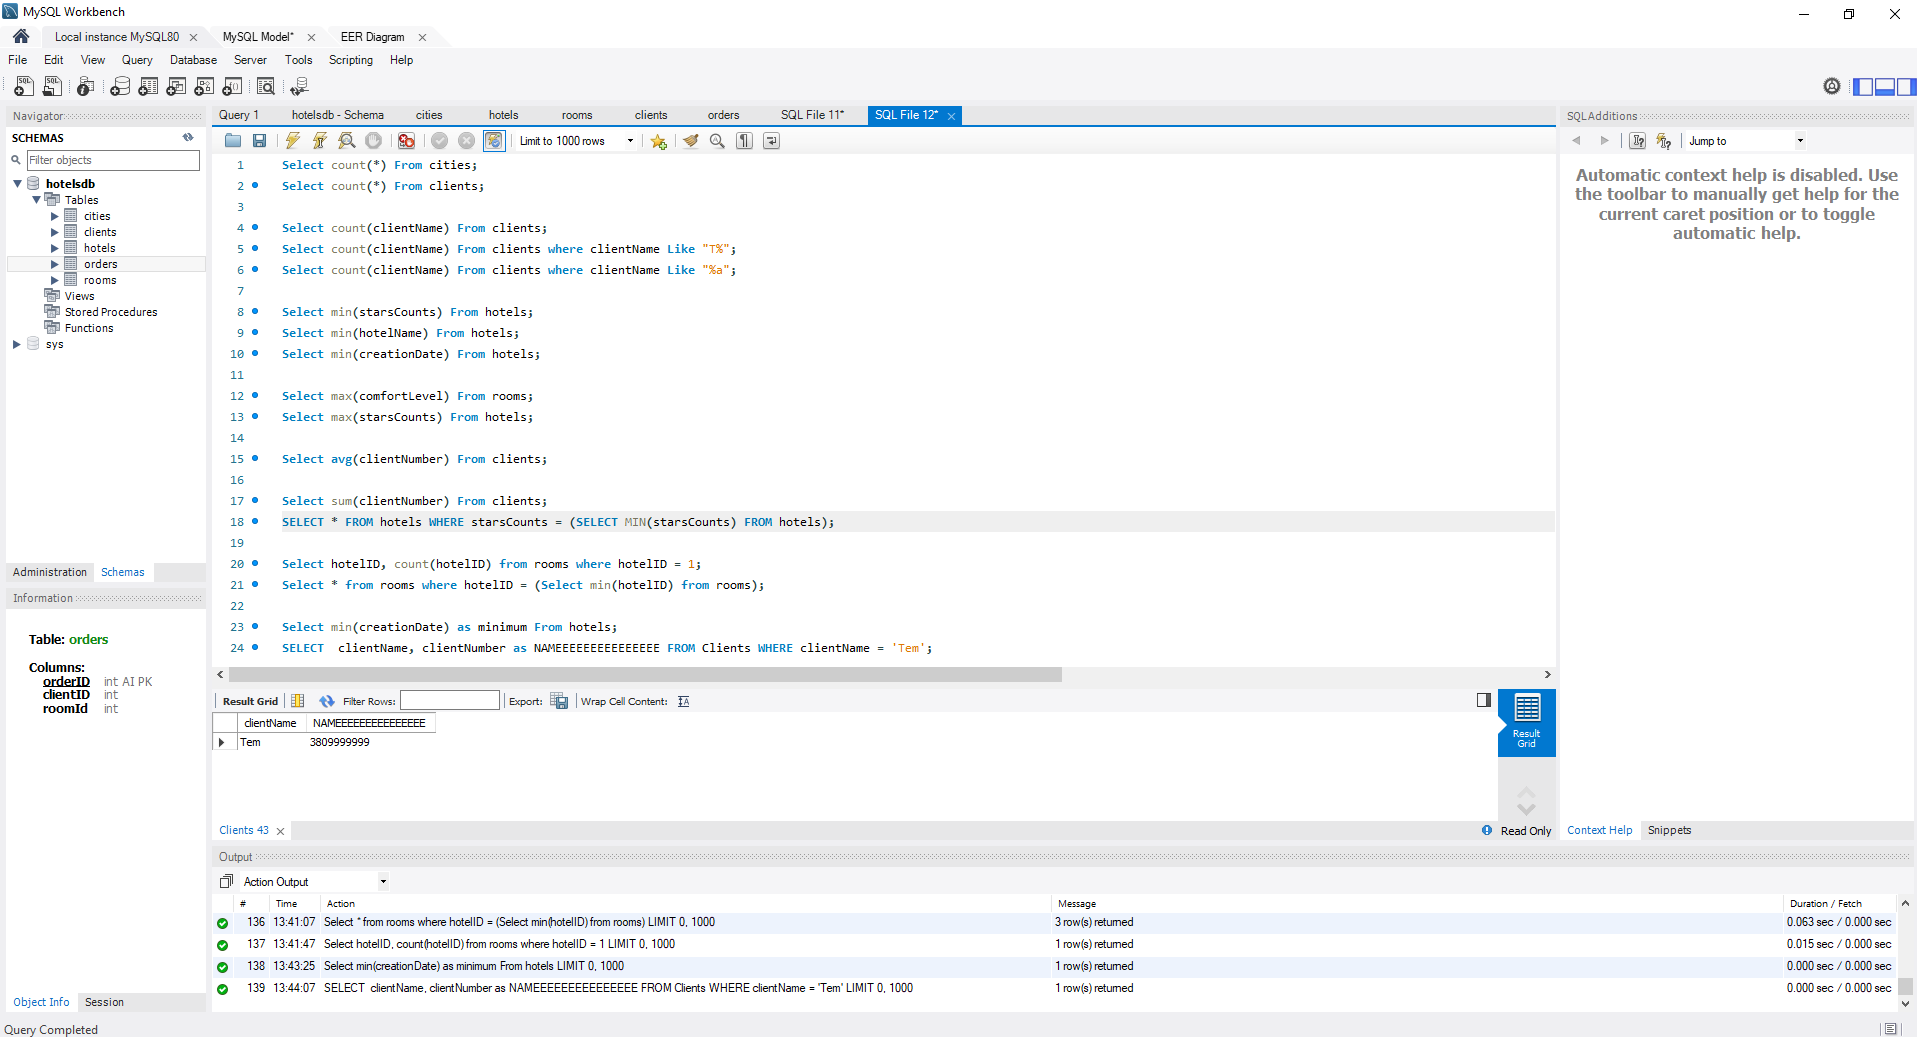 MySQL Workbench
Local instance MySQL80
MySQL Model*
EER Diagram
File Edit View Query Database Server Tools Scripting Help
Navigator
SCHEMAS
Filter objects
hotelsdb
Tables
cities
clients
hotels
orders
rooms
Views
Stored Procedures
Functions
sys
Administration Schemas
Information
Table: orders
Columns:
orderID int AI PK
clientID int
roomId int
Object Info Session
Query 1 hotelsdb - Schema cities hotels rooms clients orders SQL File 11* SQL File 12*
Limit to 1000 rows
1 Select count(*) From cities;
2 Select count(*) From clients;
3
4 Select count(clientName) From clients;
5 Select count(clientName) From clients where clientName Like "T%";
6 Select count(clientName) From clients where clientName Like "%a";
7
8 Select min(starsCounts) From hotels;
9 Select min(hotelName) From hotels;
10 Select min(creationDate) From hotels;
11
12 Select max(comfortLevel) From rooms;
13 Select max(starsCounts) From hotels;
14
15 Select avg(clientNumber) From clients;
16
17 Select sum(clientNumber) From clients;
18 SELECT * FROM hotels WHERE starsCounts = (SELECT MIN(starsCounts) FROM hotels);
19
20 Select hotelID, count(hotelID) from rooms where hotelID = 1;
21 Select * from rooms where hotelID = (Select min(hotelID) from rooms);
22
23 Select min(creationDate) as minimum From hotels;
24 SELECT  clientName, clientNumber as NAMEEEEEEEEEEEEEEE FROM Clients WHERE clientName = 'Tem';
Result Grid Filter Rows: Export: Wrap Cell Content:
clientName NAMEEEEEEEEEEEEEEE
Tem 3809999999
Result
Grid
Clients 43
Read Only
SQLAdditions
Jump to
Automatic context help is disabled. Use
the toolbar to manually get help for the
current caret position or to toggle
automatic help.
Context Help Snippets
Output
Action Output
# Time Action Message Duration / Fetch
136 13:41:07 Select * from rooms where hotelID = (Select min(hotelID) from rooms) LIMIT 0, 1000 3 row(s) returned 0.063 sec / 0.000 sec
137 13:41:47 Select hotelID, count(hotelID) from rooms where hotelID = 1 LIMIT 0, 1000 1 row(s) returned 0.015 sec / 0.000 sec
138 13:43:25 Select min(creationDate) as minimum From hotels LIMIT 0, 1000 1 row(s) returned 0.000 sec / 0.000 sec
139 13:44:07 SELECT  clientName, clientNumber as NAMEEEEEEEEEEEEEEE FROM Clients WHERE clientName = 'Tem' LIMIT 0, 1000 1 row(s) returned 0.000 sec / 0.000 sec
Query Completed